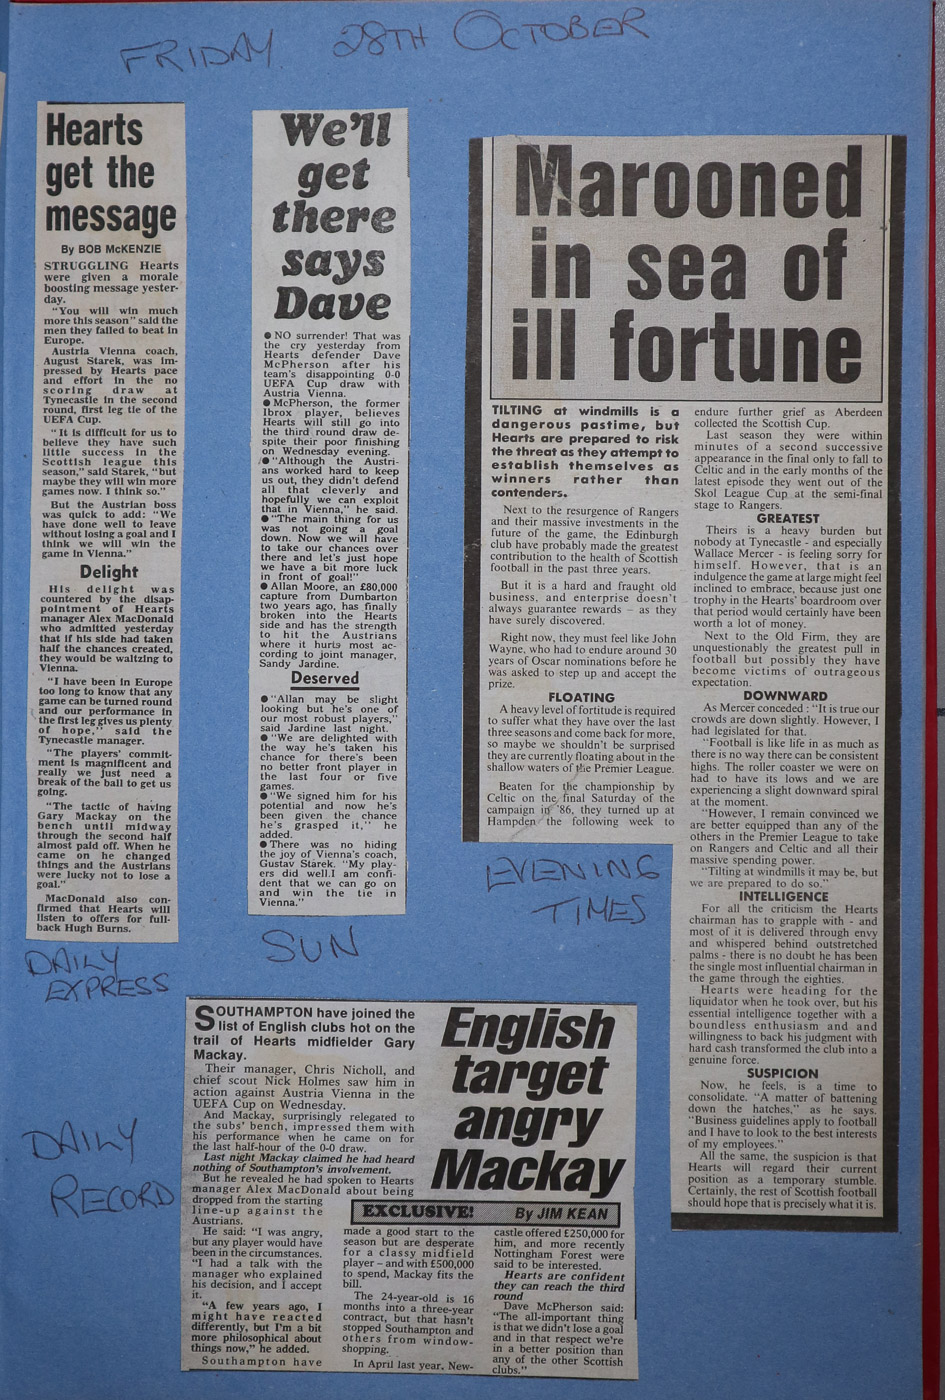 FRIDAY 28TH OCTOBER
Hearts
get the
message
By BOB McKENZIE
STRUGGLING Hearts
were given a morale
boosting message yester-
day.
"You will win much
more this season" said the
men they failed to beat in
Europe.
Austria Vienna coach,
August Starek, was im-
pressed by Hearts pace
and effort in the no
scoring draw at
Tynecastle in the second
round, first leg tie of the
UEFA Cup.
"It is difficult for us to
believe they have such
little success in the
Scottish league this
season," said Starek, "but
maybe they will win more
games now. I think so."
But the Austrian boss
was quick to add: "We
have done well to leave
without losing a goal and I
think we will win the
game in Vienna."
Delight
His delight was
countered by the disap-
pointment of Hearts
manager Alex MacDonald
who admitted yesterday
that if his side had taken
half the chances created,
they would be waltzing to
Vienna.
"I have been in Europe
too long to know that any
game can be turned round
and our performance in
the first leg gives us plenty
of hope," said the
Tynecastle manager.
"The players' commit-
ment is magnificent and
really we just need a
break of the ball to get us
going.
"The tactic of having
Gary Mackay on the
bench until midway
through the second half
almost paid off. When he
came on he changed
things and the Austrians
were lucky not to lose a
goal."
MacDonald also con-
firmed that Hearts will
listen to offers for full-
back Hugh Burns.
DAILY
EXPRESS
We'll
get
there
says
Dave
● NO surrender! That was
the cry yesterday from
Hearts defender Dave
McPherson after his
team's disappointing 0-0
UEFA Cup draw with
Austria Vienna.
● McPherson, the former
Ibrox player, believes
Hearts will still go into
the third round draw de-
spite their poor finishing
on Wednesday evening.
● "Although the Austri-
ans worked hard to keep
us out, they didn't defend
all that cleverly and
hopefully we can exploit
that in Vienna," he said.
● "The main thing for us
was not going a goal
down. Now we will have
to take our chances over
there and let's just hope
we have a bit more luck
in front of goal!"
● Allan Moore, an £80,000
capture from Dumbarton
two years ago, has finally
broken into the Hearts
side and has the strength
to hit the Austrians
where it hurts most ac-
cording to joint manager,
Sandy Jardine.
Deserved
● "Allan may be slight
looking but he's one of
our most robust players,"
said Jardine last night.
● "We are delighted with
the way he's taken his
chance for there's been
no better front player in
the last four or five
games.
● "We signed him for his
potential and now he's
been given the chance
he's grasped it," he
added.
● There was no hiding
the joy of Vienna's coach,
Gustav Starek. "My play-
ers did well.I am confi-
dent that we can go on
and win the tie in
Vienna."
SUN
Marooned
in sea of
ill fortune
TILTING at windmills is a
dangerous pastime, but
Hearts are prepared to risk
the threat as they attempt to
establish themselves as
winners rather than
contenders.
Next to the resurgence of Rangers
and their massive investments in the
future of the game, the Edinburgh
club have probably made the greatest
contribution to the health of Scottish
football in the past three years.
But it is a hard and fraught old
business, and enterprise doesn't
always guarantee rewards – as they
have surely discovered.
Right now, they must feel like John
Wayne, who had to endure around 30
years of Oscar nominations before he
was asked to step up and accept the
prize.
FLOATING
A heavy level of fortitude is required
to suffer what they have over the last
three seasons and come back for more,
so maybe we shouldn't be surprised
they are currently floating about in the
shallow waters of the Premier League.
Beaten for the championship by
Celtic on the final Saturday of the
campaign in '86, they turned up at
Hampden the following week to
endure further grief as Aberdeen
collected the Scottish Cup.
Last season they were within
minutes of a second successive
appearance in the final only to fall to
Celtic and in the early months of the
latest episode they went out of the
Skol League Cup at the semi-final
stage to Rangers.
GREATEST
Theirs is a heavy burden but
nobody at Tynecastle - and especially
Wallace Mercer - is feeling sorry for
himself. However, that is an
indulgence the game at large might feel
inclined to embrace, because just one
trophy in the Hearts' boardroom over
that period would certainly have been
worth a lot of money.
Next to the Old Firm, they are
unquestionably the greatest pull in
football but possibly they have
become victims of outrageous
expectation.
DOWNWARD
As Mercer conceded : "It is true our
crowds are down slightly. However, I
had legislated for that.
"Football is like life in as much as
there is no way there can be consistent
highs. The roller coaster we were on
had to have its lows and we are
experiencing a slight downward spiral
at the moment.
"However, I remain convinced we
are better equipped than any of the
others in the Premier League to take
on Rangers and Celtic and all their
massive spending power.
"Tilting at windmills it may be, but
we are prepared to do so."
INTELLIGENCE
For all the criticism the Hearts
chairman has to grapple with - and
most of it is delivered through envy
and whispered behind outstretched
palms - there is no doubt he has been
the single most influential chairman in
the game through the eighties.
Hearts were heading for the
liquidator when he took over, but his
essential intelligence together with a
boundless enthusiasm and and
willingness to back his judgment with
hard cash transformed the club into a
genuine force.
SUSPICION
Now, he feels, is a time to
consolidate. "A matter of battening
down the hatches," as he says.
"Business guidelines apply to football
and I have to look to the best interests
of my employees."
All the same, the suspicion is that
Hearts will regard their current
position as a temporary stumble.
Certainly, the rest of Scottish football
should hope that is precisely what it is.
EVENING
TIMES
DAILY
RECORD
English
target
angry
Mackay
EXCLUSIVE! By JIM KEAN
SOUTHAMPTON have joined the
list of English clubs hot on the
trail of Hearts midfielder Gary
Mackay.
Their manager, Chris Nicholl, and
chief scout Nick Holmes saw him in
action against Austria Vienna in the
UEFA Cup on Wednesday.
And Mackay, surprisingly relegated to
the subs' bench, impressed them with
his performance when he came on for
the last half-hour of the 0-0 draw.
Last night Mackay claimed he had heard
nothing of Southampton's involvement.
But he revealed he had spoken to Hearts
manager Alex MacDonald about being
dropped from the starting
line-up against the
Austrians.
He said: "I was angry,
but any player would have
been in the circumstances.
"I had a talk with the
manager who explained
his decision, and I accept
it.
"A few years ago, I
might have reacted
differently, but I'm a bit
more philosophical about
things now," he added.
Southampton have
made a good start to the
season but are desperate
for a classy midfield
player – and with £500,000
to spend, Mackay fits the
bill.
The 24-year-old is 16
months into a three-year
contract, but that hasn't
stopped Southampton and
others from window-
shopping.
In April last year, New-
castle offered £250,000 for
him, and more recently
Nottingham Forest were
said to be interested.
Hearts are confident
they can reach the third
round
Dave McPherson said:
"The all-important thing
is that we didn't lose a goal
and in that respect we're
in a better position than
any of the other Scottish
clubs."